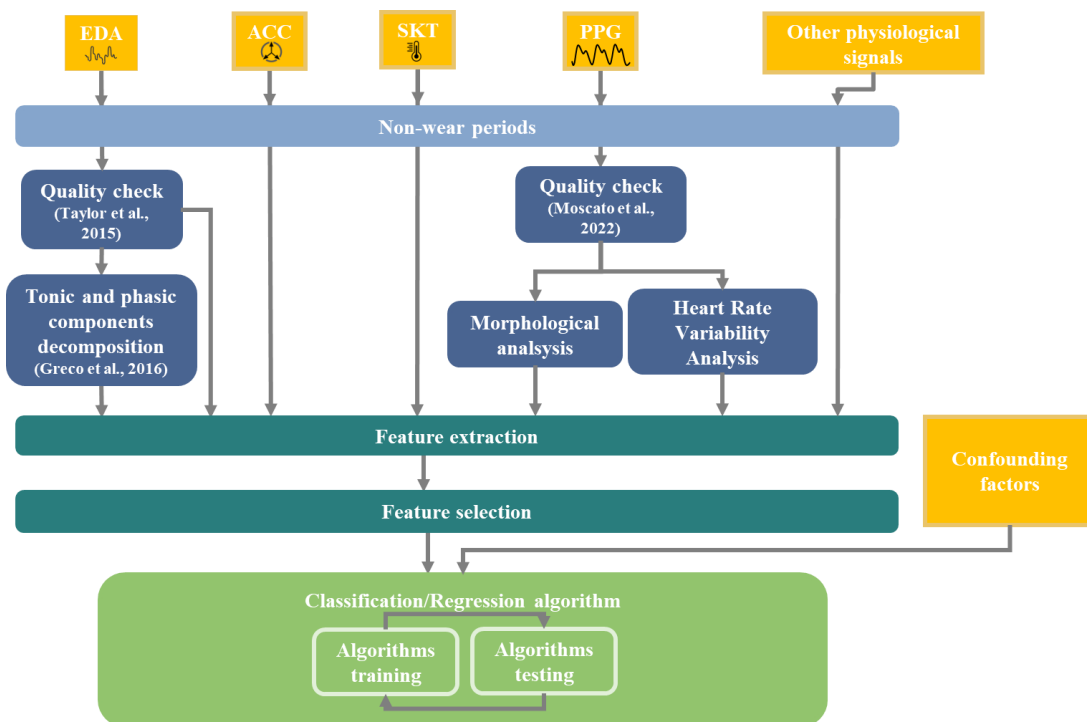 EDA
ACC
SKT
PPG
Other physiological
signals
Non-wear periods
Quality check
(Taylor et al.,
2015)
Quality check
(Moscato et al.,
2022)
Tonic and phasic
components
decomposition
(Greco et al., 2016)
Morphological
analsysis
Heart Rate
Variability
Analysis
Feature extraction
Confounding
factors
Feature selection
Classification/Regression algorithm
Algorithms
training
Algorithms
testing